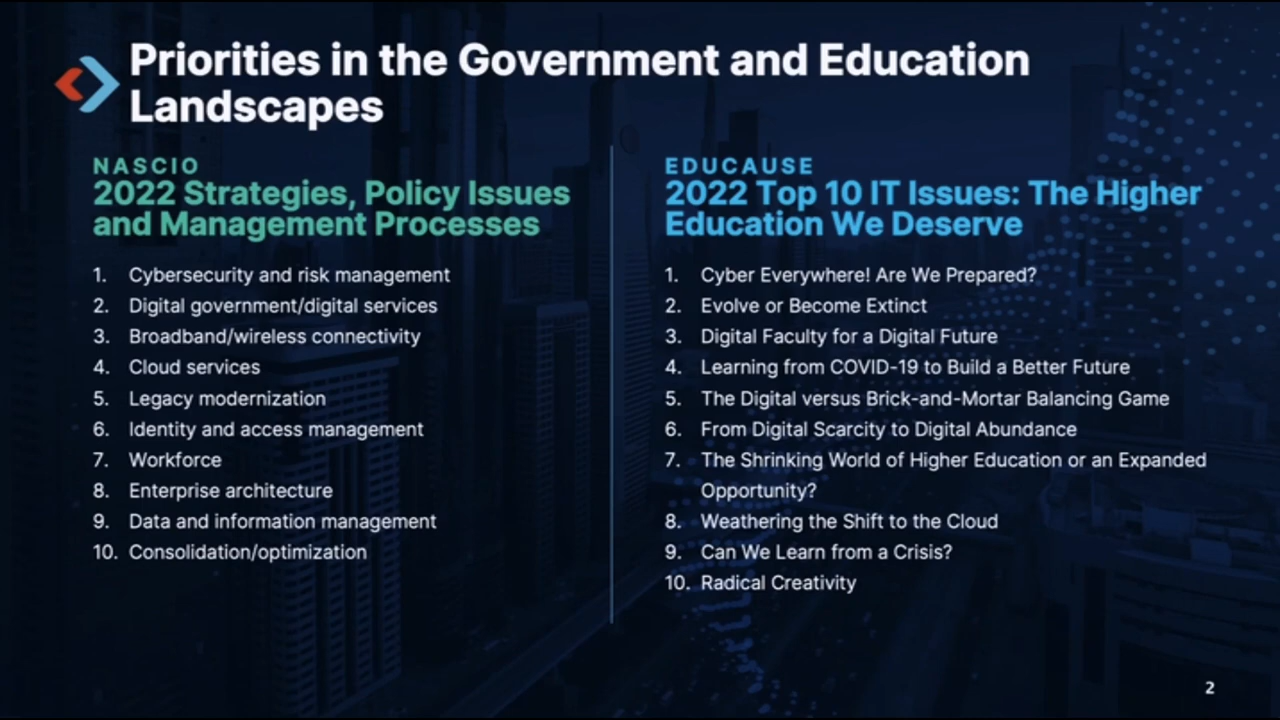 Priorities in the Government and Education
Landscapes
NASCIO
2022 Strategies, Policy Issues
and Management Processes
1. Cybersecurity and risk management
2. Digital government/digital services
3. Broadband/wireless connectivity
4. Cloud services
5. Legacy modernization
6. Identity and access management
7. Workforce
8. Enterprise architecture
9. Data and information management
10. Consolidation/optimization
EDUCAUSE
2022 Top 10 IT Issues: The Higher
Education We Deserve
1. Cyber Everywhere! Are We Prepared?
2. Evolve or Become Extinct
3. Digital Faculty for a Digital Future
4. Learning from COVID-19 to Build a Better Future
5. The Digital versus Brick-and-Mortar Balancing Game
6. From Digital Scarcity to Digital Abundance
7. The Shrinking World of Higher Education or an Expanded
Opportunity?
8. Weathering the Shift to the Cloud
9. Can We Learn from a Crisis?
10. Radical Creativity
2